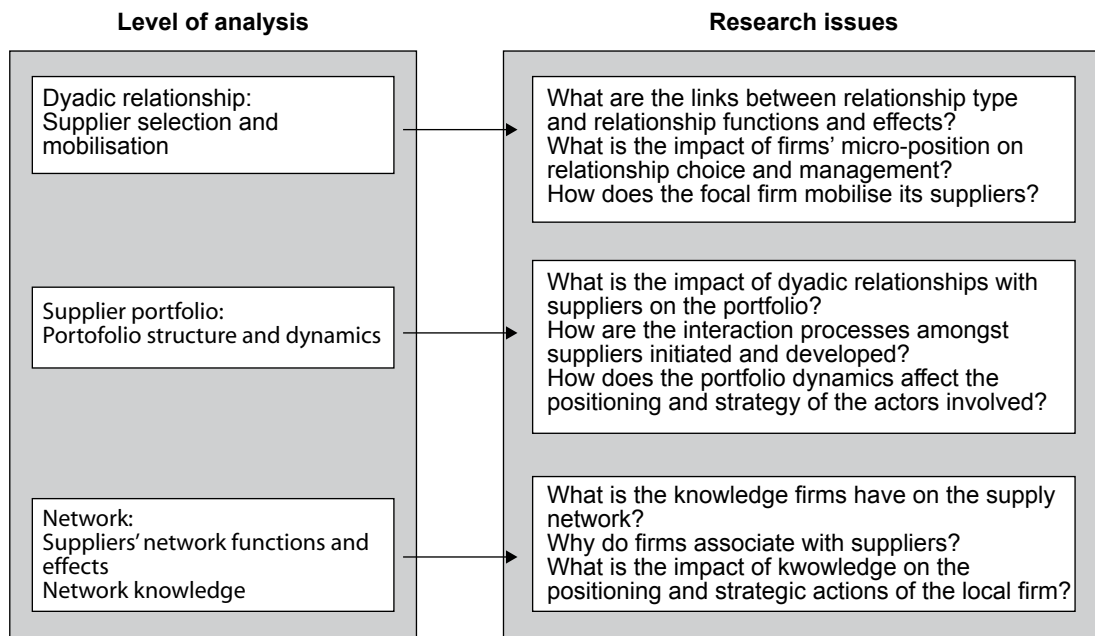 Level of analysis
Research issues
Dyadic relationship:
Supplier selection and
mobilisation
What are the links between relationship type
and relationship functions and effects?
What is the impact of firms' micro-position on
relationship choice and management?
How does the focal firm mobilise its suppliers?
Supplier portfolio:
Portofolio structure and dynamics
What is the impact of dyadic relationships with
suppliers on the portfolio?
How are the interaction processes amongst
suppliers initiated and developed?
How does the portfolio dynamics affect the
positioning and strategy of the actors involved?
Network:
Suppliers' network functions and
effects
Network knowledge
What is the knowledge firms have on the supply
network?
Why do firms associate with suppliers?
What is the impact of kwowledge on the
positioning and strategic actions of the local firm?